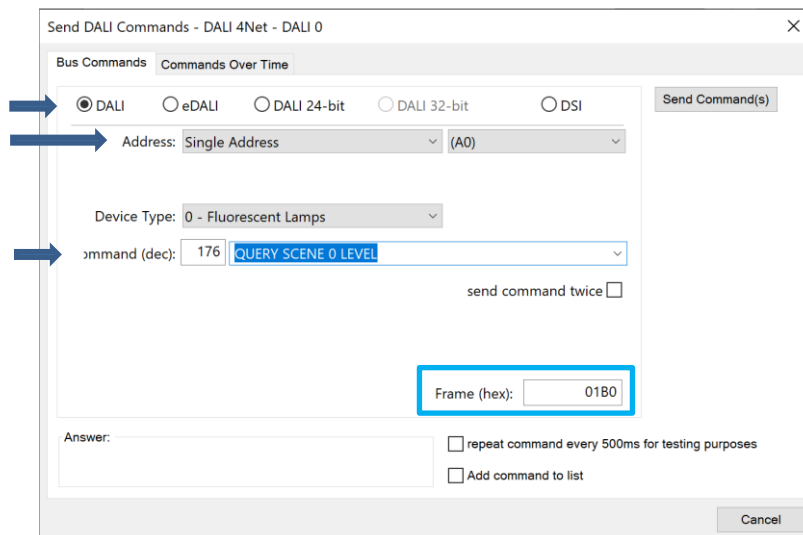 Send DALI Commands - DALI 4Net - DALI 0
Bus Commands Commands Over Time
DALI eDALI DALI 24-bit DALI 32-bit DSI Send Command(s)
Address: Single Address (A0)
Device Type: 0 - Fluorescent Lamps
ommand (dec): 176 QUERY SCENE 0 LEVEL
send command twice
Frame (hex): 01B0
Answer:
repeat command every 500ms for testing purposes
Add command to list
Cancel